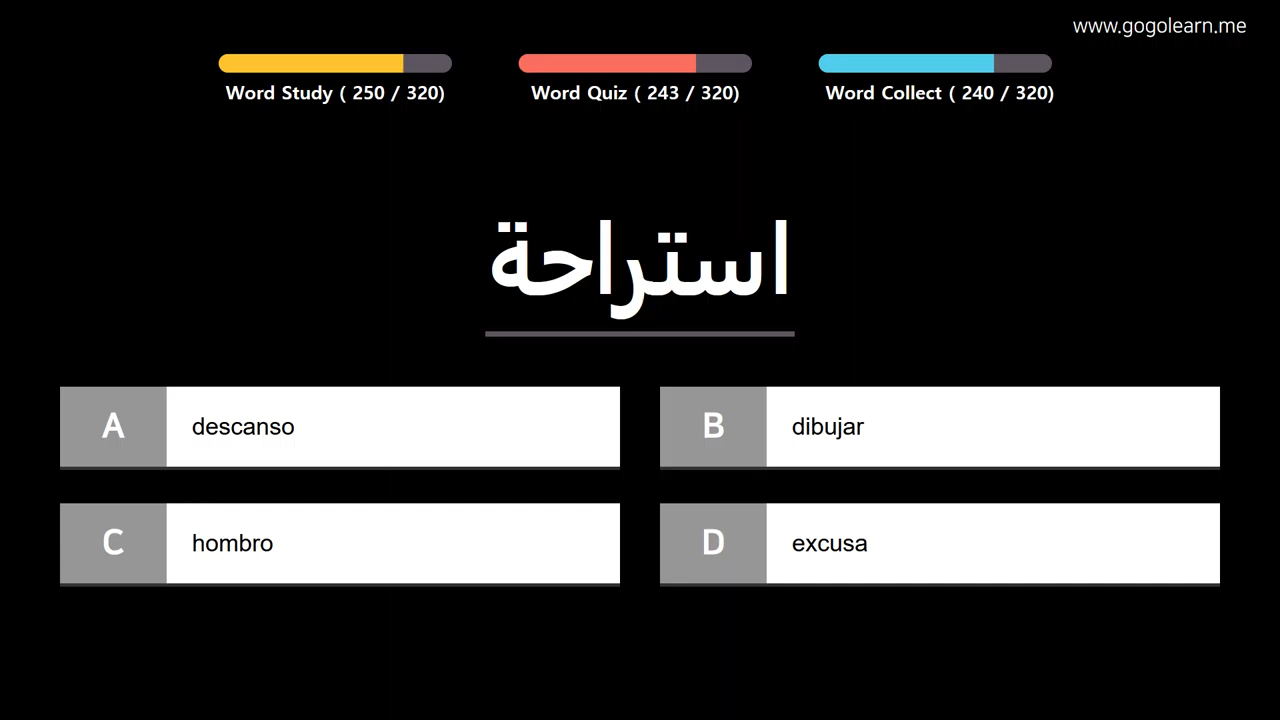 www.gogolearn.me
Word Study ( 250 / 320)
Word Quiz ( 243 / 320)
Word Collect ( 240 / 320)
استراحة
A descanso
B dibujar
C hombro
D excusa